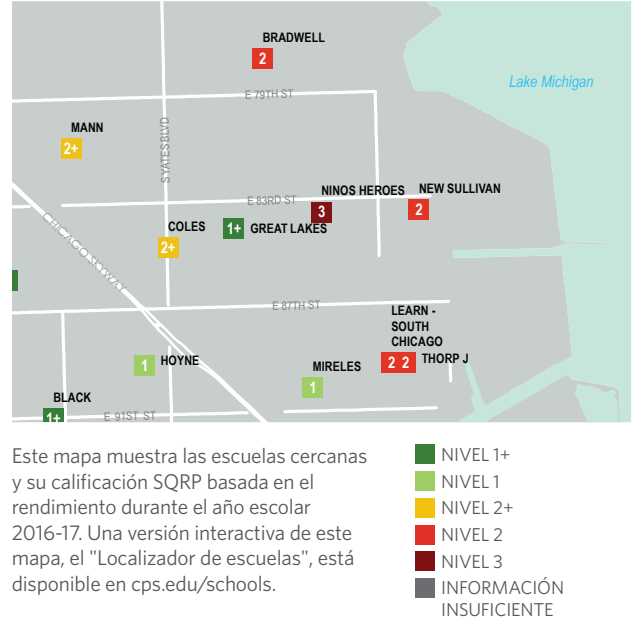 BRADWELL
2
Lake Michigan
E 79TH ST
MANN
2+
S YATES BLVD
NINOS HEROES
NEW SULLIVAN
E 83RD ST
3
2
COLES
1+
GREAT LAKES
2+
CHICAGO SKYWAY
E 87TH ST
LEARN -
SOUTH
CHICAGO
THORP J
2 2
HOYNE
1
MIRELES
1
BLACK
1+
E 91ST ST
Este mapa muestra las escuelas cercanas
y su calificación SQRP basada en el
rendimiento durante el año escolar
2016-17. Una versión interactiva de este
mapa, el "Localizador de escuelas", está
disponible en cps.edu/schools.
NIVEL 1+
NIVEL 1
NIVEL 2+
NIVEL 2
NIVEL 3
INFORMACIÓN
INSUFICIENTE